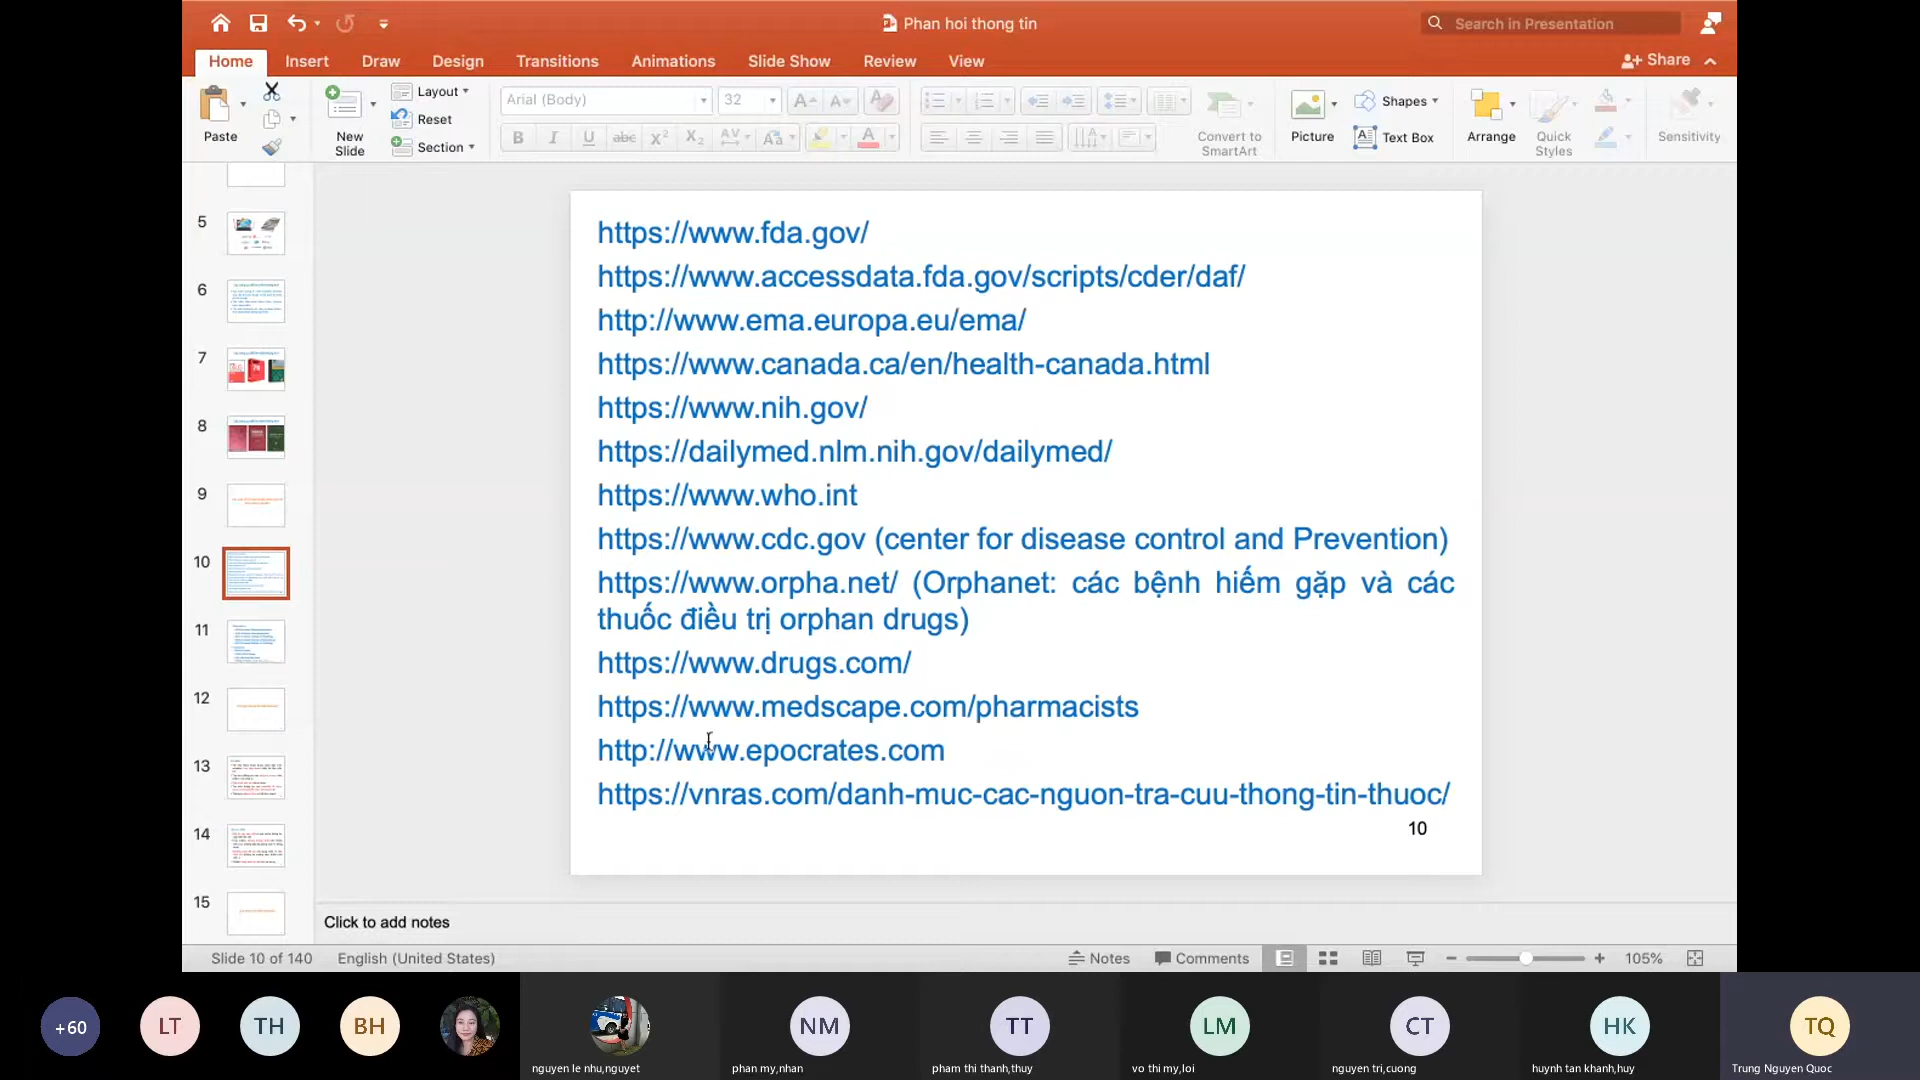 Phan hoi thong tin
Search in Presentation
Home
Insert
Draw
Design
Transitions
Animations
Slide Show
Review
View
Share
Paste
New
Slide
Layout
Reset
Section
Arial (Body)
32
Convert to
SmartArt
Picture
Shapes
Text Box
Arrange
Quick
Styles
Sensitivity
5
6
7
8
9
10
11
12
13
14
15
https://www.fda.gov/
https://www.accessdata.fda.gov/scripts/cder/daf/
http://www.ema.europa.eu/ema/
https://www.canada.ca/en/health-canada.html
https://www.nih.gov/
https://dailymed.nlm.nih.gov/dailymed/
https://www.who.int
https://www.cdc.gov (center for disease control and Prevention)
https://www.orpha.net/ (Orphanet: các bệnh hiếm gặp và các
thuốc điều trị orphan drugs)
https://www.drugs.com/
https://www.medscape.com/pharmacists
http://www.epocrates.com
https://vnras.com/danh-muc-cac-nguon-tra-cuu-thong-tin-thuoc/
10
Click to add notes
Slide 10 of 140
English (United States)
Notes
Comments
105%
+60
LT
TH
BH
NM
TT
LM
CT
HK
TQ
nguyen le nhu,nguyet
phan my,nhan
pham thi thanh,thuy
vo thi my,loi
nguyen tri,cuong
huynh tan khanh,huy
Trung Nguyen Quoc